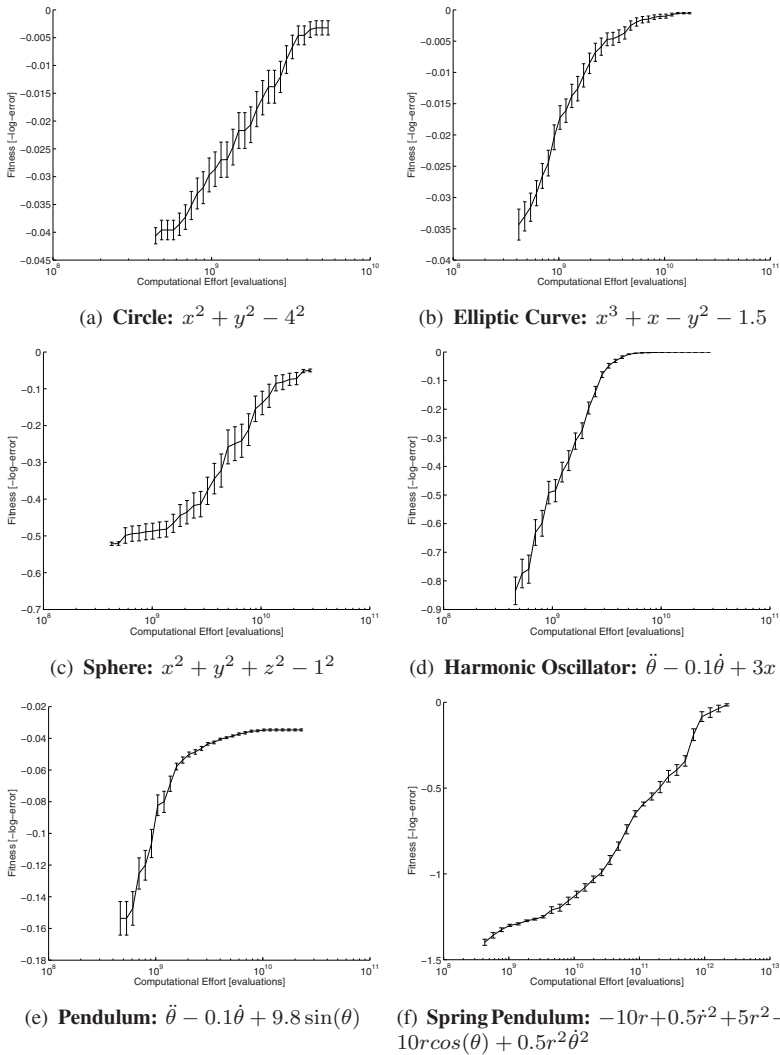 0
−0.005
−0.01
−0.015
−0.02
−0.025
−0.03
−0.035
−0.04
−0.045
Fitness [−log−error]
10^8 10^9 10^10
Computational Effort [evaluations]
(a) Circle: x^2 + y^2 − 4^2
0
−0.005
−0.01
−0.015
−0.02
−0.025
−0.03
−0.035
−0.04
Fitness [−log−error]
10^8 10^9 10^10 10^11
Computational Effort [evaluations]
(b) Elliptic Curve: x^3 + x − y^2 − 1.5
0
−0.1
−0.2
−0.3
−0.4
−0.5
−0.6
−0.7
Fitness [−log−error]
10^8 10^9 10^10 10^11
Computational Effort [evaluations]
(c) Sphere: x^2 + y^2 + z^2 − 1^2
0
−0.1
−0.2
−0.3
−0.4
−0.5
−0.6
−0.7
−0.8
−0.9
Fitness [−log−error]
10^8 10^9 10^10 10^11
Computational Effort [evaluations]
(d) Harmonic Oscillator: θ̈ − 0.1θ̇ + 3x
−0.02
−0.04
−0.06
−0.08
−0.1
−0.12
−0.14
−0.16
−0.18
Fitness [−log−error]
10^8 10^9 10^10
Computational Effort [evaluations]
(e) Pendulum: θ̈ − 0.1θ̇ + 9.8 sin(θ)
0
−0.5
−1
−1.5
Fitness [−log−error]
10^8 10^9 10^10 10^11 10^12 10^13
Computational Effort [evaluations]
(f) Spring Pendulum: −10r+0.5ṙ^2+5r^2−
10rcos(θ) + 0.5r^2θ̇^2